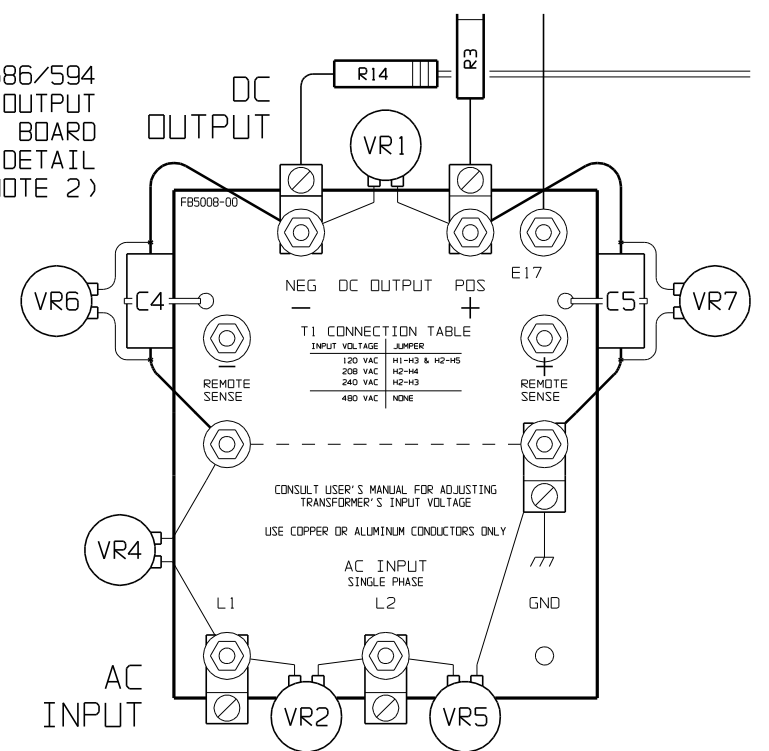 586/594
OUTPUT
BOARD
DETAIL
NOTE 2)
DC
OUTPUT
R14
R3
VR1
FB5008-00
E17
NEG DC OUTPUT POS
− +
VR6
C4
C5
VR7
T1 CONNECTION TABLE
INPUT VOLTAGE JUMPER
120 VAC H1-H3 & H2-H5
208 VAC H2-H4
240 VAC H2-H3
480 VAC NONE
−
REMOTE
SENSE
+
REMOTE
SENSE
CONSULT USER'S MANUAL FOR ADJUSTING
TRANSFORMER'S INPUT VOLTAGE
USE COPPER OR ALUMINUM CONDUCTORS ONLY
VR4
AC INPUT
SINGLE PHASE
L1
L2
GND
AC
INPUT
VR2
VR5